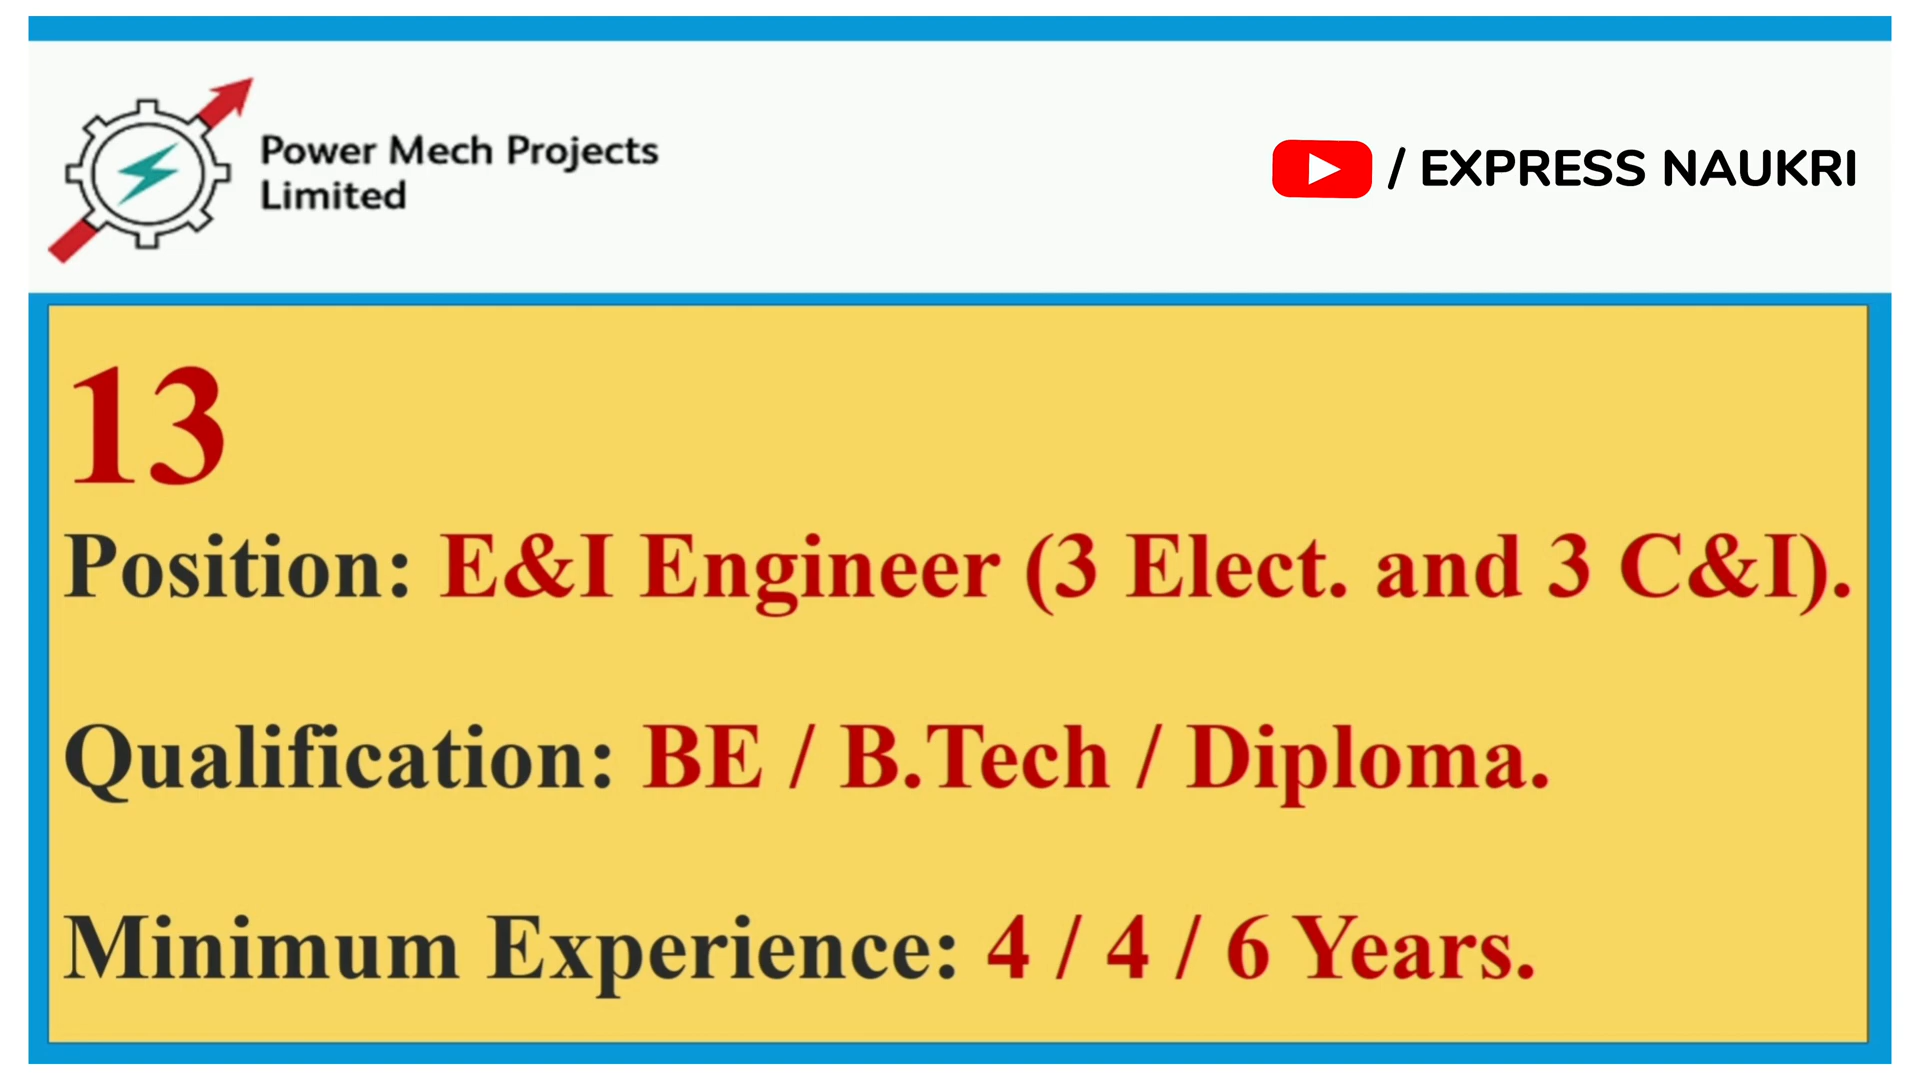 Power Mech Projects
Limited
/ EXPRESS NAUKRI
13
Position: E&I Engineer (3 Elect. and 3 C&I).
Qualification: BE / B.Tech / Diploma.
Minimum Experience: 4 / 4 / 6 Years.